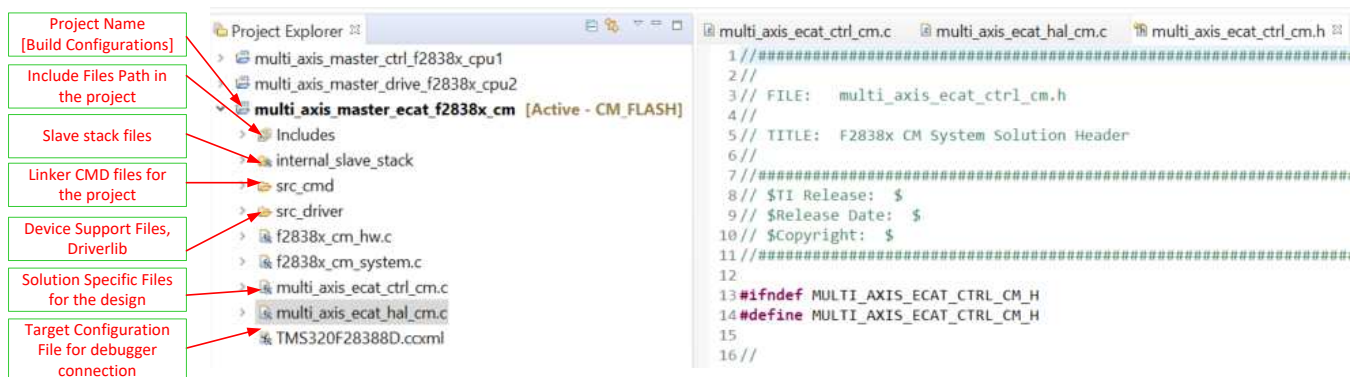 Project Name
[Build Configurations]
Include Files Path in
the project
Slave stack files
Linker CMD files for
the project
Device Support Files,
Driverlib
Solution Specific Files
for the design
Target Configuration
File for debugger
connection
Project Explorer
multi_axis_master_ctrl_f2838x_cpu1
multi_axis_master_drive_f2838x_cpu2
multi_axis_master_ecat_f2838x_cm [Active - CM_FLASH]
Includes
internal_slave_stack
src_cmd
src_driver
f2838x_cm_hw.c
f2838x_cm_system.c
multi_axis_ecat_ctrl_cm.c
multi_axis_ecat_hal_cm.c
TMS320F28388D.ccxml
multi_axis_ecat_ctrl_cm.c multi_axis_ecat_hal_cm.c multi_axis_ecat_ctrl_cm.h
1 //###########################################################################
2 //
3 // FILE: multi_axis_ecat_ctrl_cm.h
4 //
5 // TITLE: F2838x CM System Solution Header
6 //
7 //###########################################################################
8 // $TI Release: $
9 // $Release Date: $
10 // $Copyright: $
11 //###########################################################################
12
13 #ifndef MULTI_AXIS_ECAT_CTRL_CM_H
14 #define MULTI_AXIS_ECAT_CTRL_CM_H
15
16 //